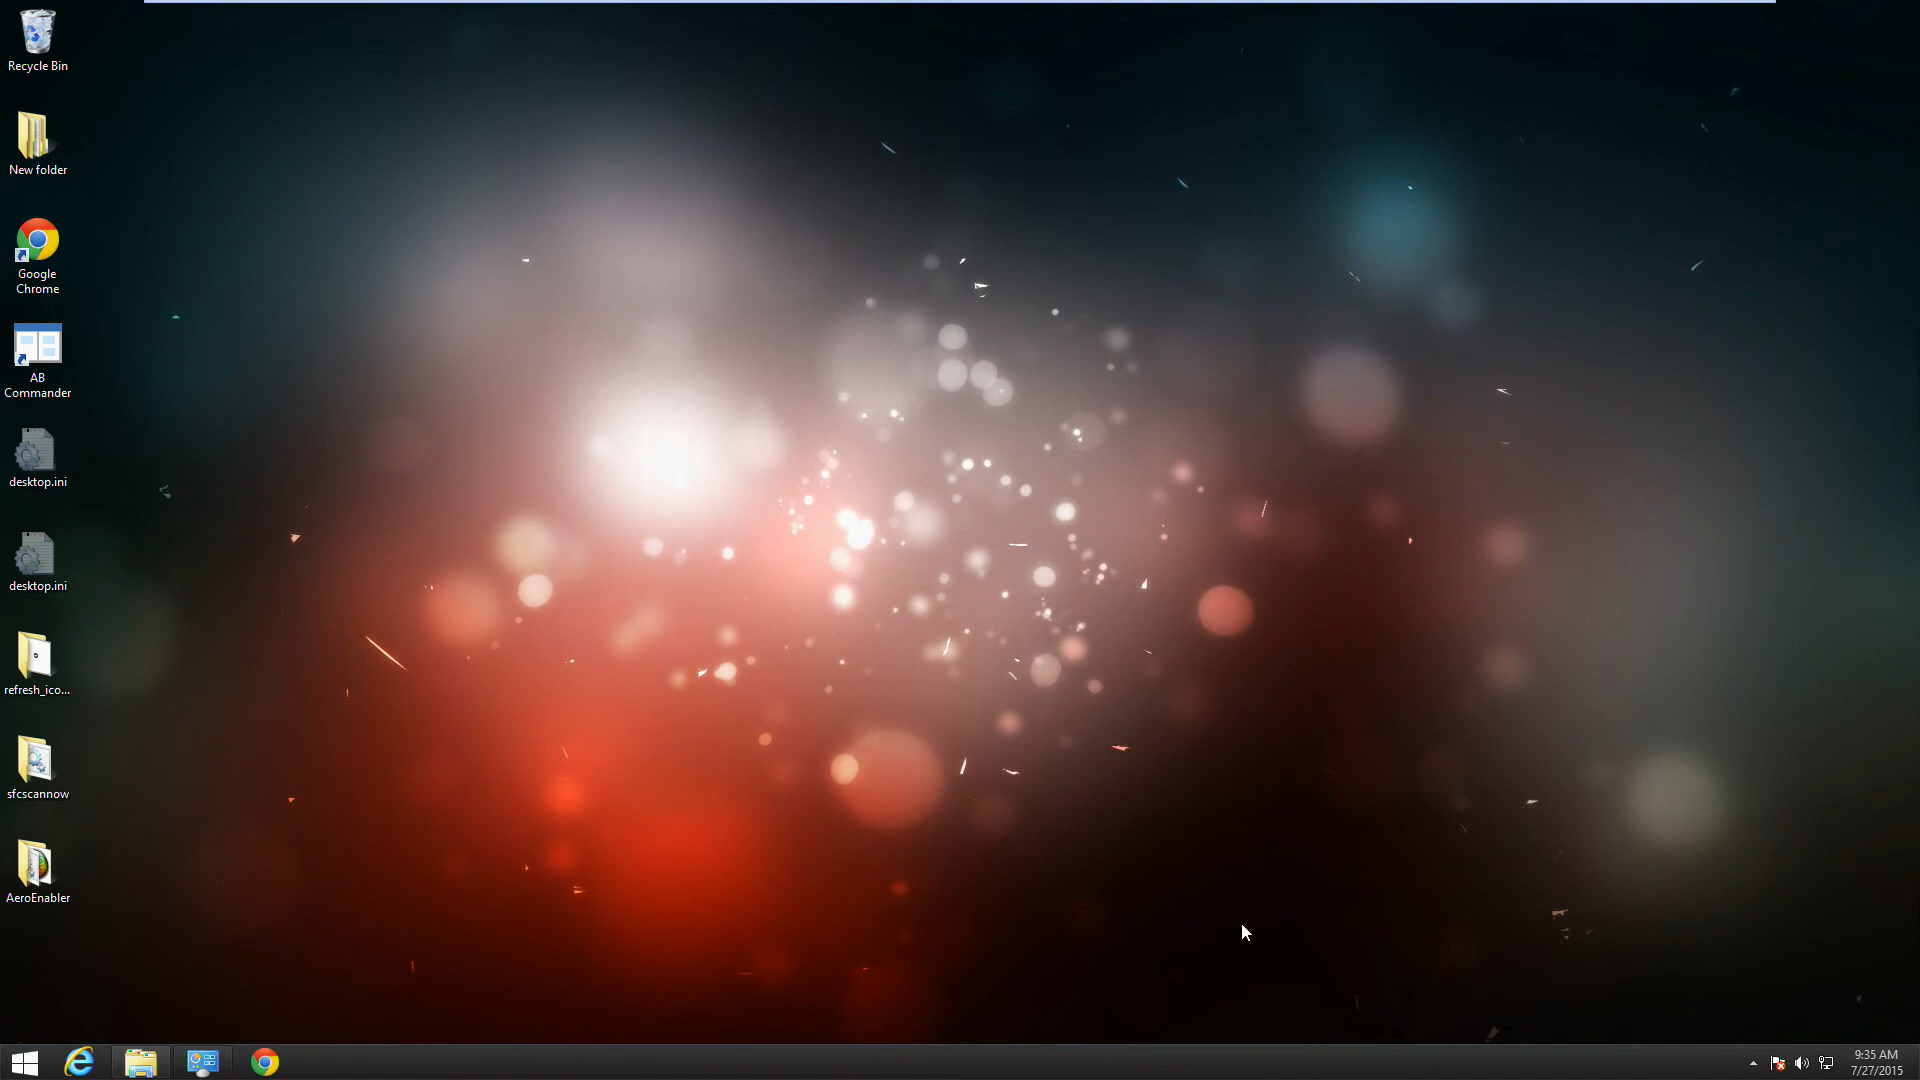 Recycle Bin
New folder
Google
Chrome
AB
Commander
desktop.ini
desktop.ini
refresh_ico...
sfcscannow
AeroEnabler
9:35 AM
7/27/2015